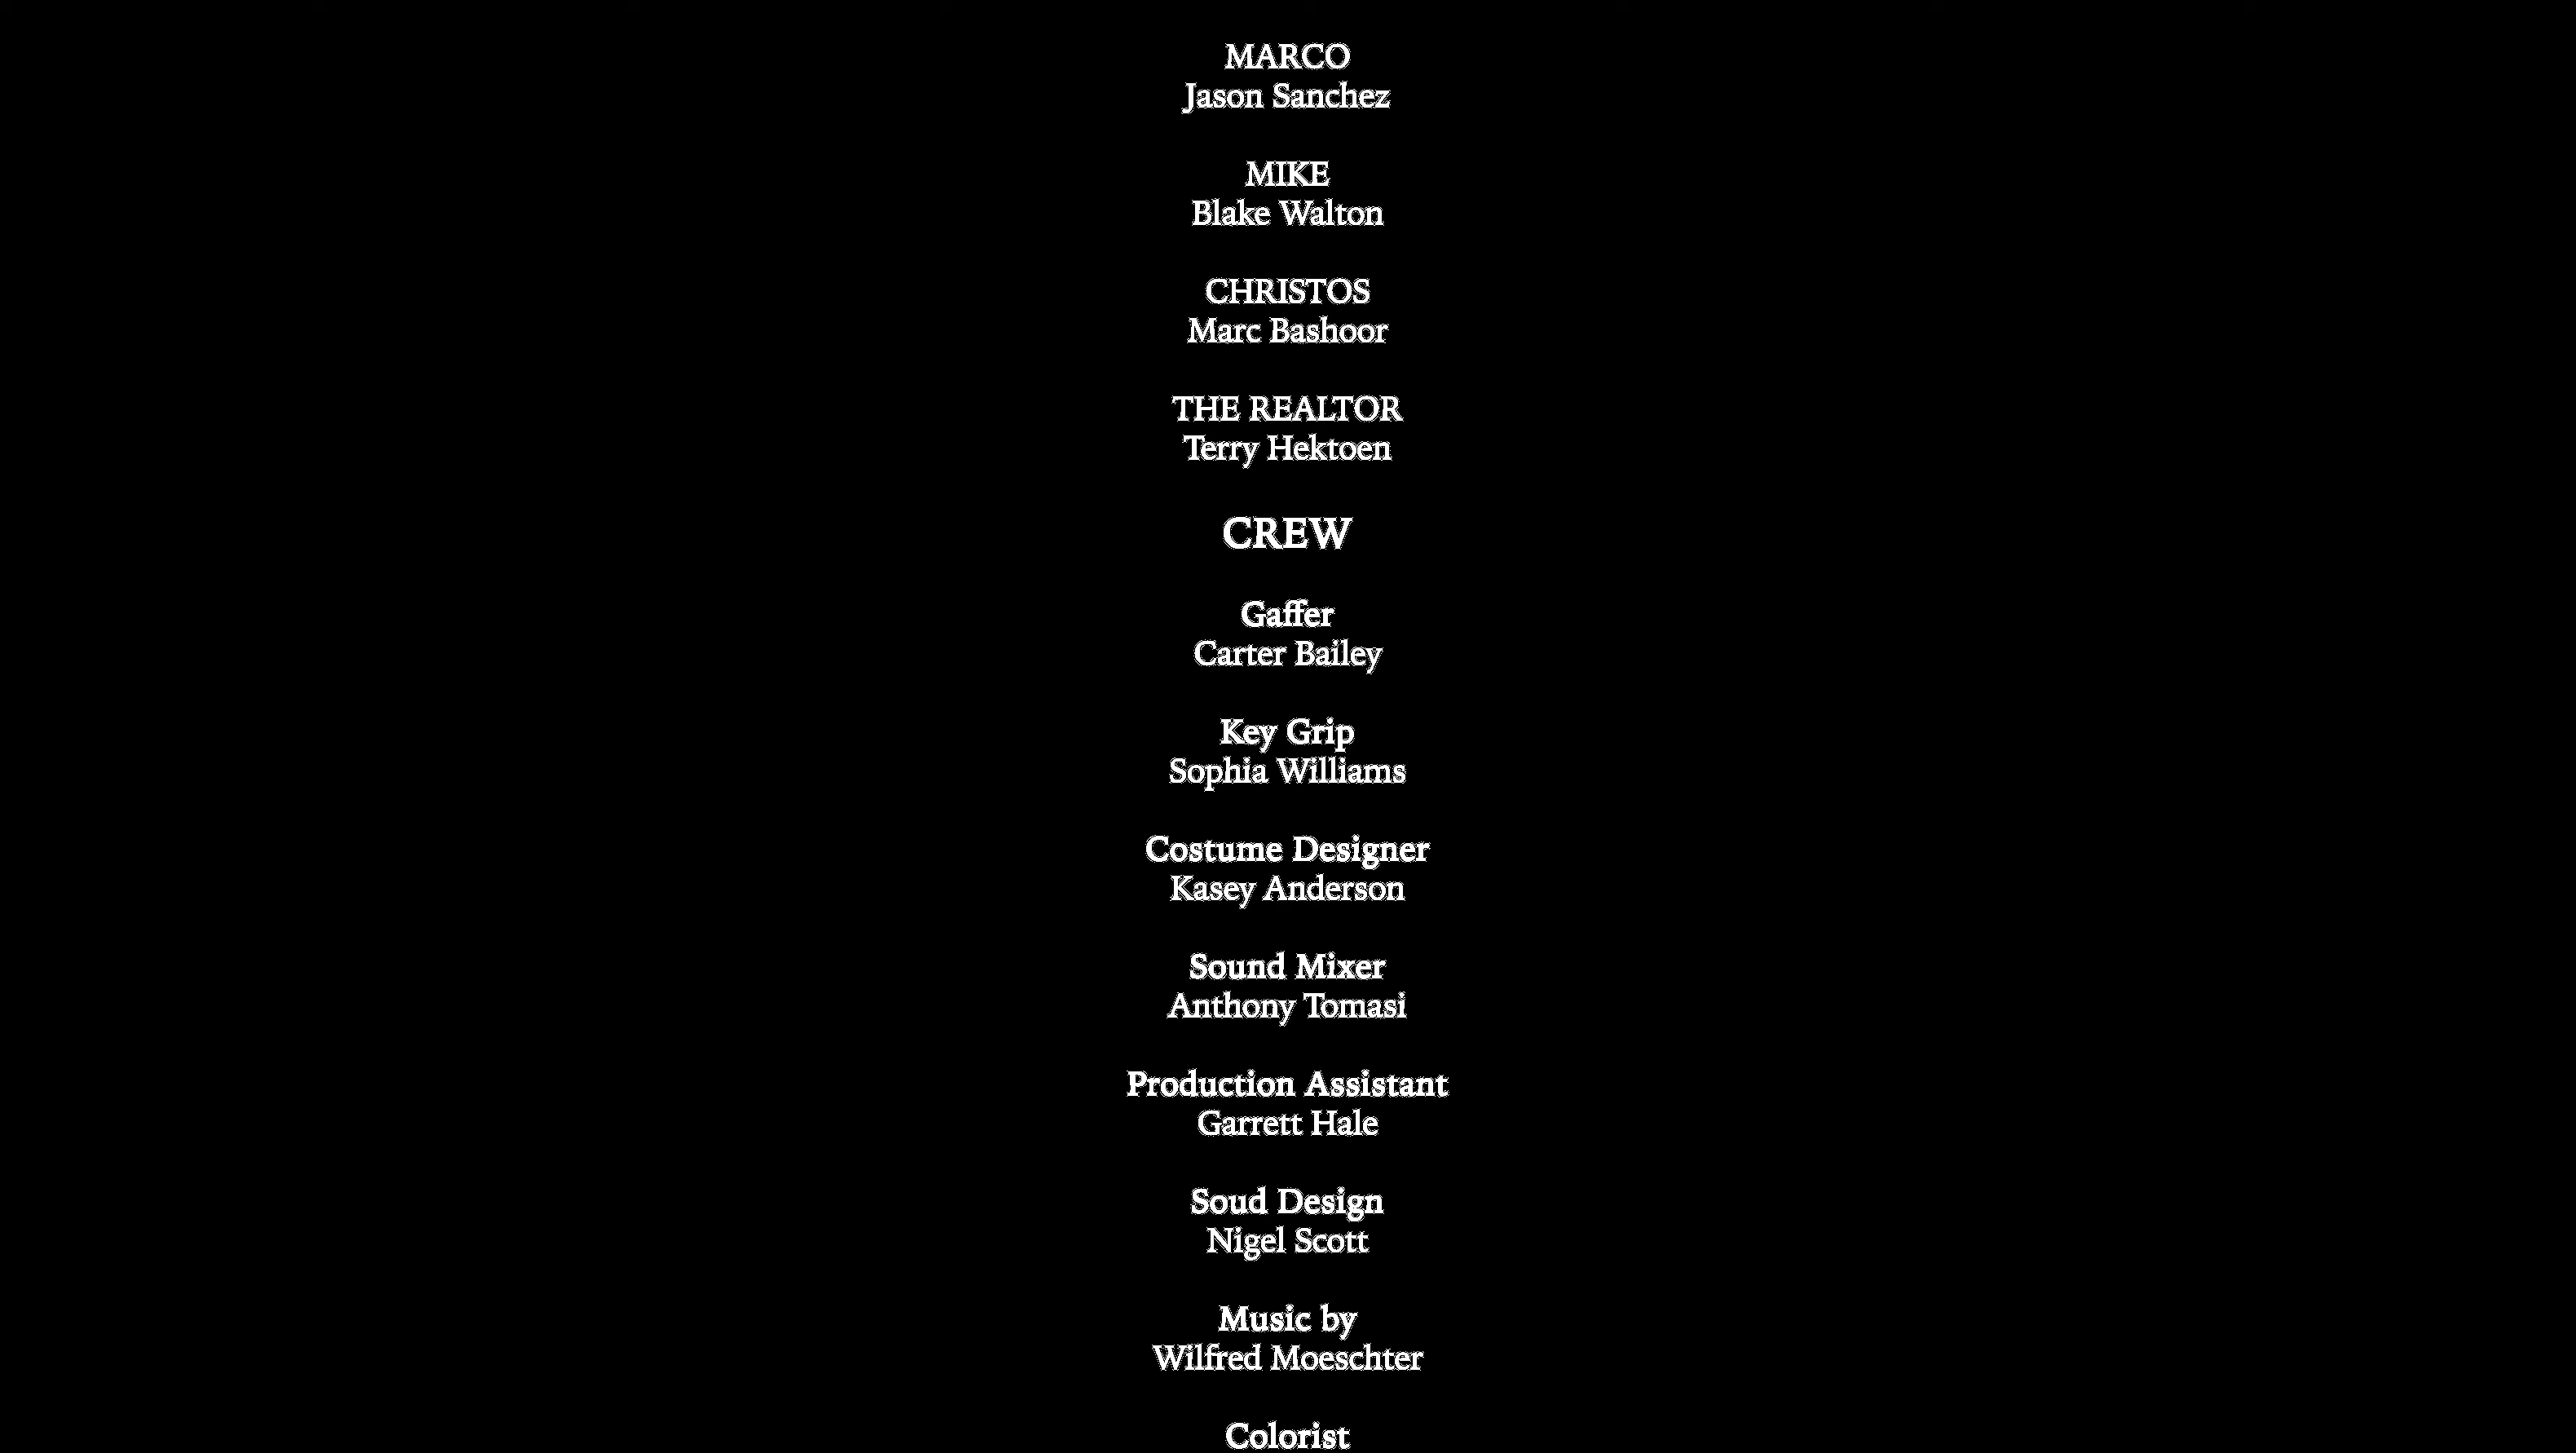 MARCO
Jason Sanchez
MIKE
Blake Walton
CHRISTOS
Marc Bashoor
THE REALTOR
Terry Hektoen
CREW
Gaffer
Carter Bailey
Key Grip
Sophia Williams
Costume Designer
Kasey Anderson
Sound Mixer
Anthony Tomasi
Production Assistant
Garrett Hale
Soud Design
Nigel Scott
Music by
Wilfred Moeschter
Colorist